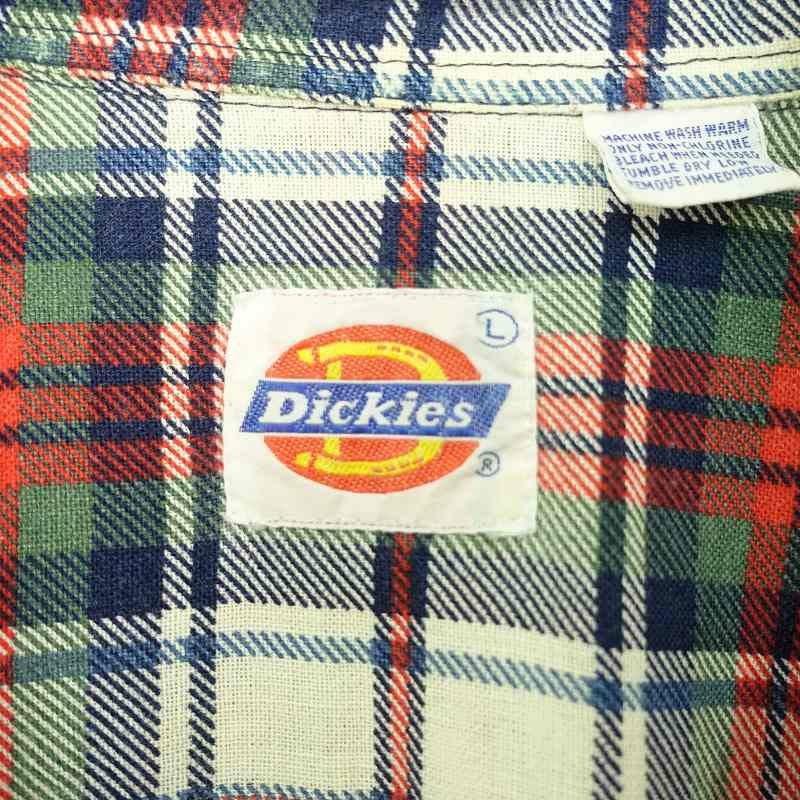 MACHINE WASH WARM
ONLY NON-CHLORINE
BLEACH WHEN NEEDED
TUMBLE DRY LOW
REMOVE IMMEDIATELY
L
D
Dickies
®